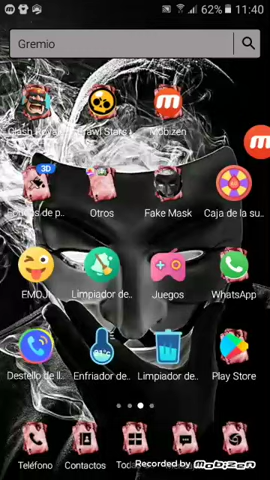 62% 11:40
Gremio
Clash Royale Brawl Stars Mobizen
3D
Fondos de p.. Otros Fake Mask Caja de la su..
EMOJI Limpiador de.. Juegos WhatsApp
91°C
Destello de ll.. Enfriador de.. Limpiador de.. Play Store
Teléfono Contactos
Recorded by mobizen